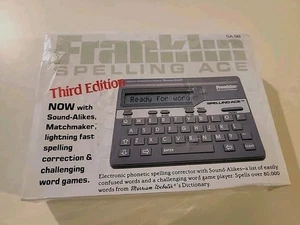 Franklin
SPELLING ACE
Third Edition
NOW with
Sound-Alikes,
Matchmaker,
lightning fast
spelling
correction &
challenging
word games.
Ready for word
Franklin
SPELLING ACE
ENTER
Electronic phonetic spelling corrector with Sound-Alikes–a list of easily
confused words and a challenging word game player. Spells over 80,000
words from Merriam Webster's Dictionary.